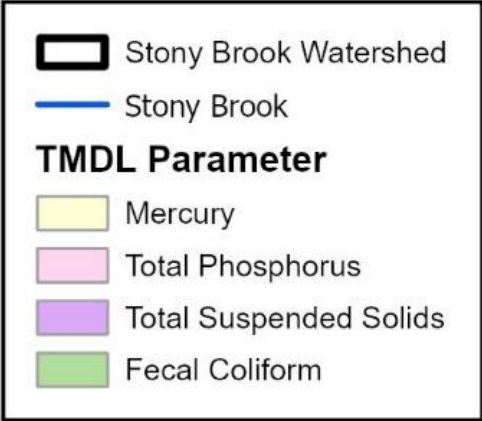 Stony Brook Watershed
Stony Brook
TMDL Parameter
Mercury
Total Phosphorus
Total Suspended Solids
Fecal Coliform